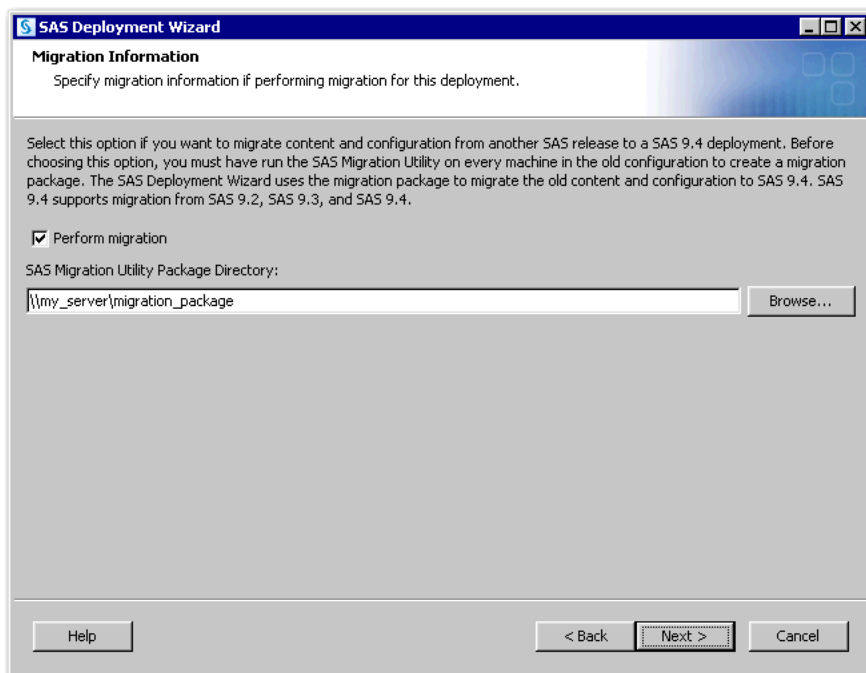 SAS Deployment Wizard
Migration Information
Specify migration information if performing migration for this deployment.
Select this option if you want to migrate content and configuration from another SAS release to a SAS 9.4 deployment. Before
choosing this option, you must have run the SAS Migration Utility on every machine in the old configuration to create a migration
package. The SAS Deployment Wizard uses the migration package to migrate the old content and configuration to SAS 9.4. SAS
9.4 supports migration from SAS 9.2, SAS 9.3, and SAS 9.4.
Perform migration
SAS Migration Utility Package Directory:
\\my_server\migration_package
Browse...
Help
< Back
Next >
Cancel